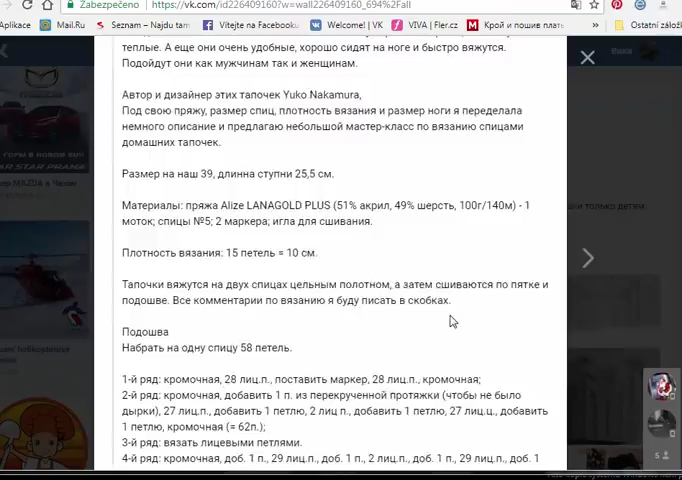 Zabezpečeno
https://vk.com/id226409160?w=wall226409160_694%2Fall
Aplikace
Mail.Ru
Seznam – Najdu tam
Vítejte na Facebooku
Welcome! | VK
VIVA | Fler.cz
Крой и пошив плать
Ostatní záložk
теплые. А еще они очень удобные, хорошо сидят на ноге и быстро вяжутся.
Подойдут они как мужчинам так и женщинам.
Автор и дизайнер этих тапочек Yuko Nakamura,
Под свою пряжу, размер спиц, плотность вязания и размер ноги я переделала
немного описание и предлагаю небольшой мастер-класс по вязанию спицами
домашних тапочек.
Размер на наш 39, длинна ступни 25,5 см.
Материалы: пряжа Alize LANAGOLD PLUS (51% акрил, 49% шерсть, 100г/140м) - 1
моток; спицы №5; 2 маркера; игла для сшивания.
Плотность вязания: 15 петель = 10 см.
Тапочки вяжутся на двух спицах цельным полотном, а затем сшиваются по пятке и
подошве. Все комментарии по вязанию я буду писать в скобках.
Подошва
Набрать на одну спицу 58 петель.
1-й ряд: кромочная, 28 лиц.п., поставить маркер, 28 лиц.п., кромочная;
2-й ряд: кромочная, добавить 1 п. из перекрученной протяжки (чтобы не было
дырки), 27 лиц.п., добавить 1 петлю, 2 лиц п., добавить 1 петлю, 27 лиц.ц., добавить
1 петлю, кромочная (= 62п.);
3-й ряд: вязать лицевыми петлями.
4-й ряд: кромочная, доб. 1 п., 29 лиц.п., доб. 1 п., 2 лиц.п., доб. 1 п., 29 лиц.п., доб. 1
5